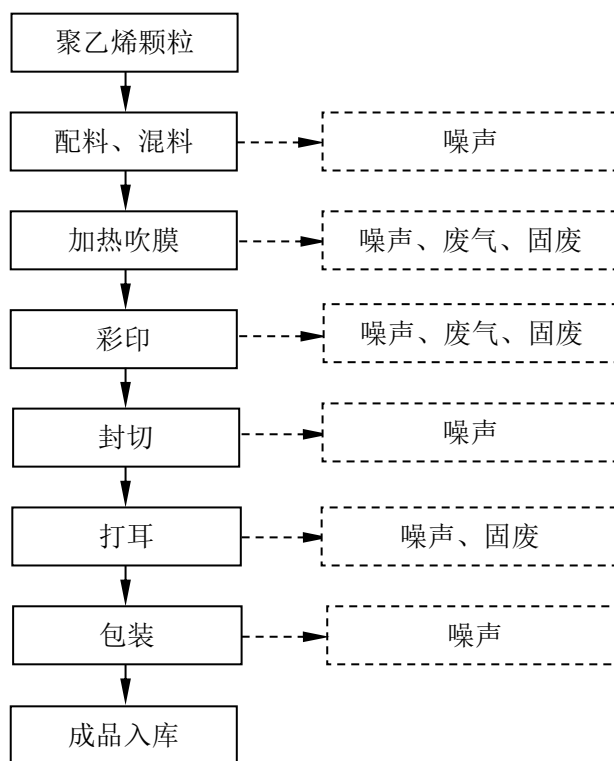 聚乙烯颗粒
配料、混料
噪声
加热吹膜
噪声、废气、固废
彩印
噪声、废气、固废
封切
噪声
打耳
噪声、固废
包装
噪声
成品入库